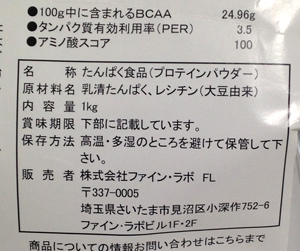 ●100g中に含まれるBCAA 24.96g
●タンパク質有効利用率(PER) 3.5
●アミノ酸スコア 100
名 称 たんぱく食品(プロテインパウダー)
原材料名 乳清たんぱく、レシチン(大豆由来)
内 容 量 1kg
賞味期限 下部に記載しています。
保存方法 高温・多湿のところを避けて保管して下さい。
販 売 者 株式会社ファイン・ラボ FL
〒337-0005
埼玉県さいたま市見沼区小深作752-6
ファイン・ラボビル1F・2F
商品についての情報お問い合わせはこちらまで